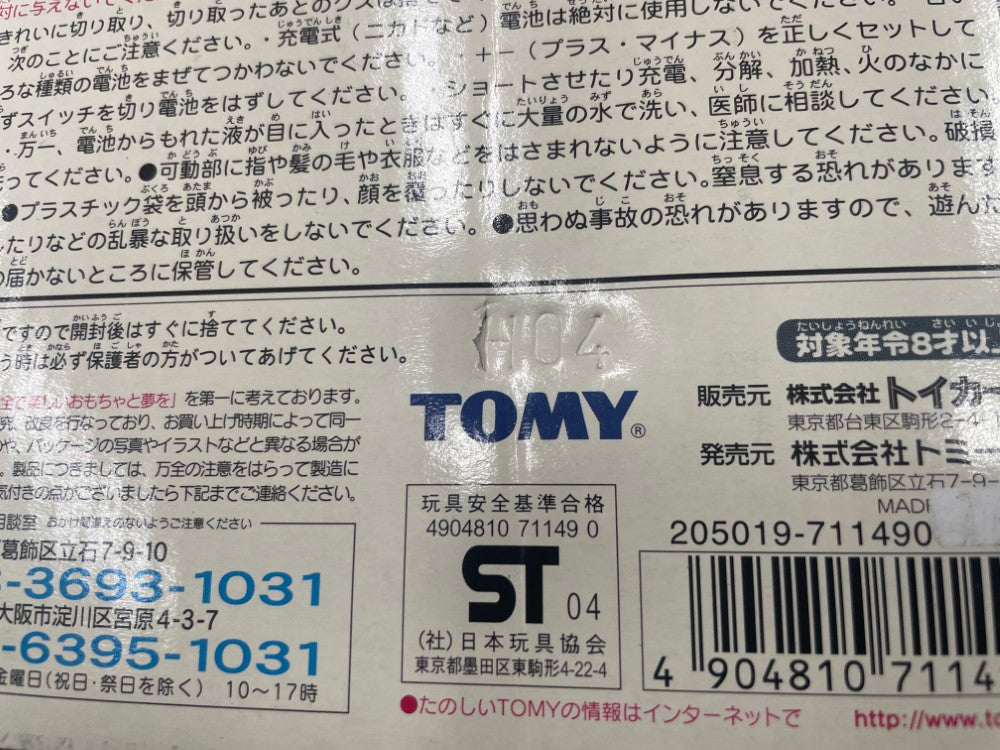 きれいに切り取り、切り取ったあとのクズは捨て
次のことにご注意ください。・充電式(ニカドなど)電池は絶対に使用しないでください。
ろな種類の電池をまぜてつかわないでください。 +−(プラス・マイナス)を正しくセットして
ずスイッチを切り電池をはずしてください。 ショートさせたり充電、分解、加熱、火のなかに
・万一、電池からもれた液が目に入ったときはすぐに大量の水で洗い、医師に相談してください
ってください。●可動部に指や髪の毛や衣服などをはさまれないように注意してください。破損
●プラスチック袋を頭から被ったり、顔を覆ったりしないでください。窒息する恐れがあります
したりなどの乱暴な取り扱いをしないでください。●思わぬ事故の恐れがありますので、遊んだ
の届かないところに保管してください。
ですので開封後はすぐに捨ててください。
う時は必ず保護者の方がついてあげてください。
H04
TOMY®
対象年令8才以上
全で楽しいおもちゃと夢を」を第一に考えております。
究、改良を行なっており、お買い上げ時期によって同一
や、パッケージの写真やイラストなどと異なる場合が
。製品につきましては、万全の注意をはらって製造に
気付きの点がございましたら下記までご連絡ください。
相談室 おかけ間違えのないようご注意ください
葛飾区立石7-9-10
3-3693-1031
大阪市淀川区宮原4-3-7
-6395-1031
金曜日(祝日・祭日を除く) 10〜17時
玩具安全基準合格
4904810 71149 0
ST 04
(社)日本玩具協会
東京都墨田区東駒形4-22-4
販売元 株式会社トイカー
東京都台東区駒形2-4
発売元 株式会社トミー
東京都葛飾区立石7-9-
MADE
205019-711490
4 904810 7114
●たのしいTOMYの情報はインターネットで http://www.to